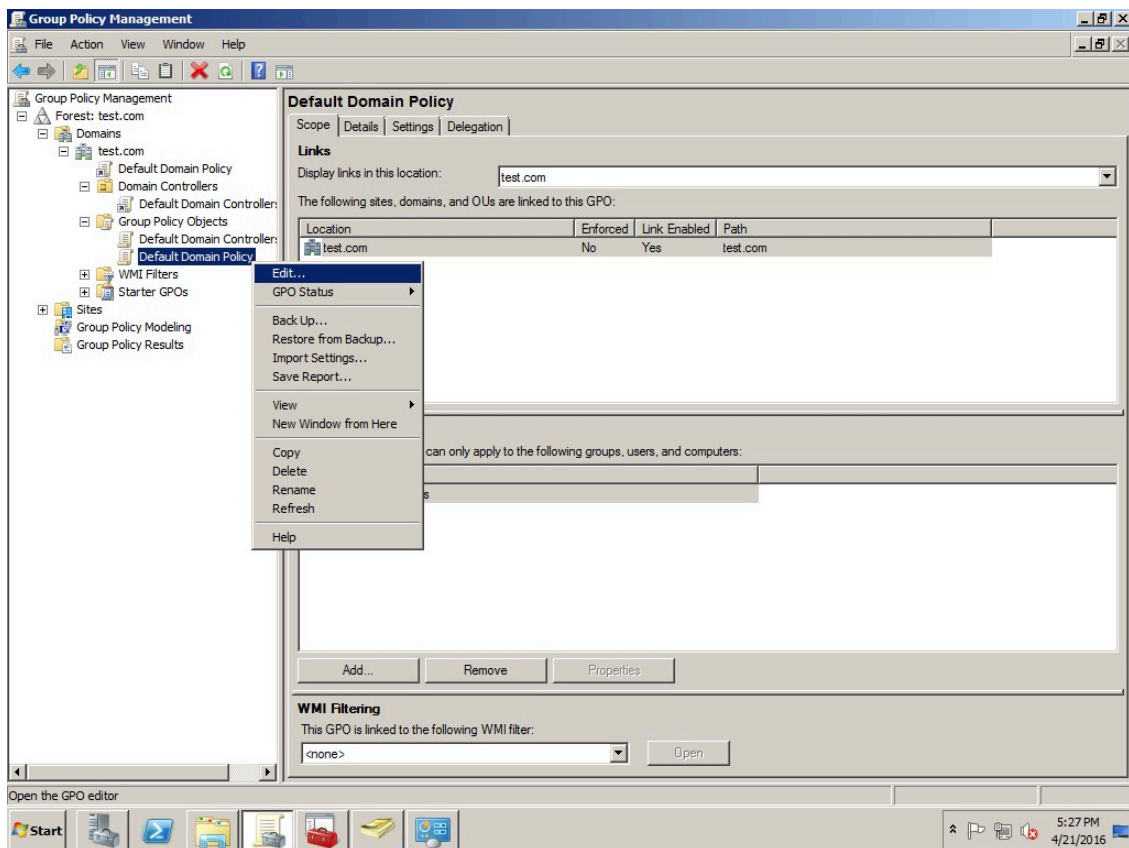 Group Policy Management
File Action View Window Help
Group Policy Management
Forest: test.com
Domains
test.com
Default Domain Policy
Domain Controllers
Default Domain Controllers
Group Policy Objects
Default Domain Controllers
Default Domain Policy
WMI Filters
Starter GPOs
Sites
Group Policy Modeling
Group Policy Results
Edit...
GPO Status
Back Up...
Restore from Backup...
Import Settings...
Save Report...
View
New Window from Here
Copy
Delete
Rename
Refresh
Help
Default Domain Policy
Scope Details Settings Delegation
Links
Display links in this location: test.com
The following sites, domains, and OUs are linked to this GPO:
Location Enforced Link Enabled Path
test.com No Yes test.com
can only apply to the following groups, users, and computers:
s
Add... Remove Properties
WMI Filtering
This GPO is linked to the following WMI filter:
<none> Open
Open the GPO editor
Start 5:27 PM
4/21/2016